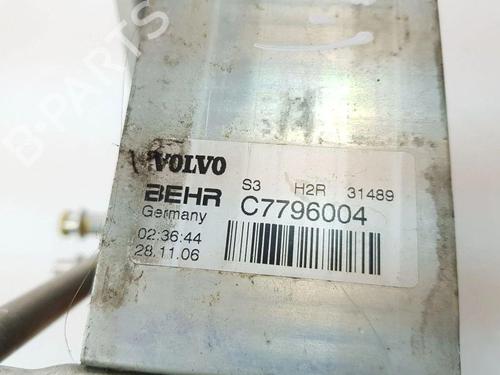 B-PARTS
VOLVO
BEHR S3 H2R 31489
Germany C7796004
02:36:44
28.11.06